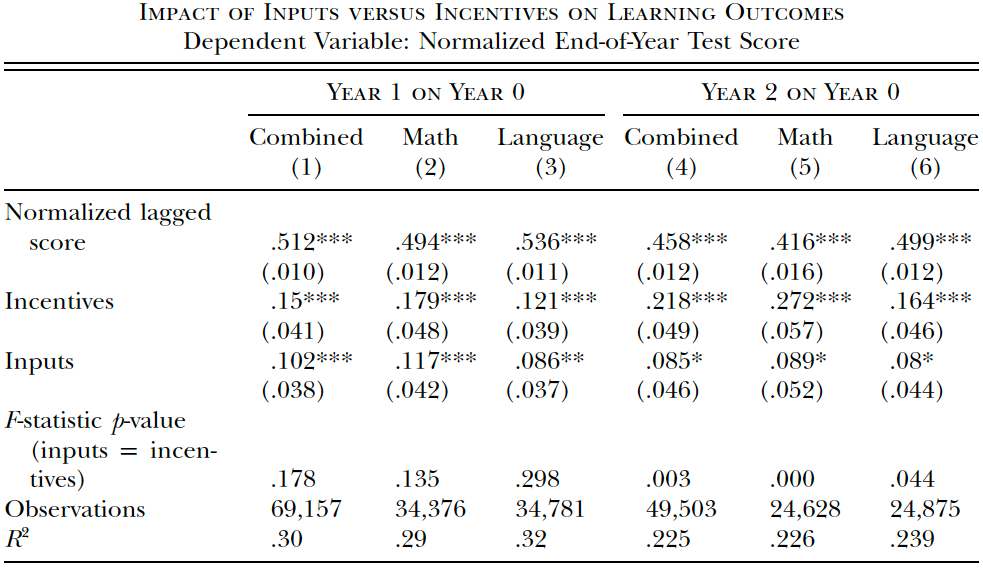 IMPACT OF INPUTS VERSUS INCENTIVES ON LEARNING OUTCOMES
Dependent Variable: Normalized End-of-Year Test Score
YEAR 1 ON YEAR 0 YEAR 2 ON YEAR 0
Combined Math Language Combined Math Language
(1) (2) (3) (4) (5) (6)
Normalized lagged
score .512*** .494*** .536*** .458*** .416*** .499***
(.010) (.012) (.011) (.012) (.016) (.012)
Incentives .15*** .179*** .121*** .218*** .272*** .164***
(.041) (.048) (.039) (.049) (.057) (.046)
Inputs .102*** .117*** .086** .085* .089* .08*
(.038) (.042) (.037) (.046) (.052) (.044)
F-statistic p-value
(inputs = incen-
tives) .178 .135 .298 .003 .000 .044
Observations 69,157 34,376 34,781 49,503 24,628 24,875
R² .30 .29 .32 .225 .226 .239